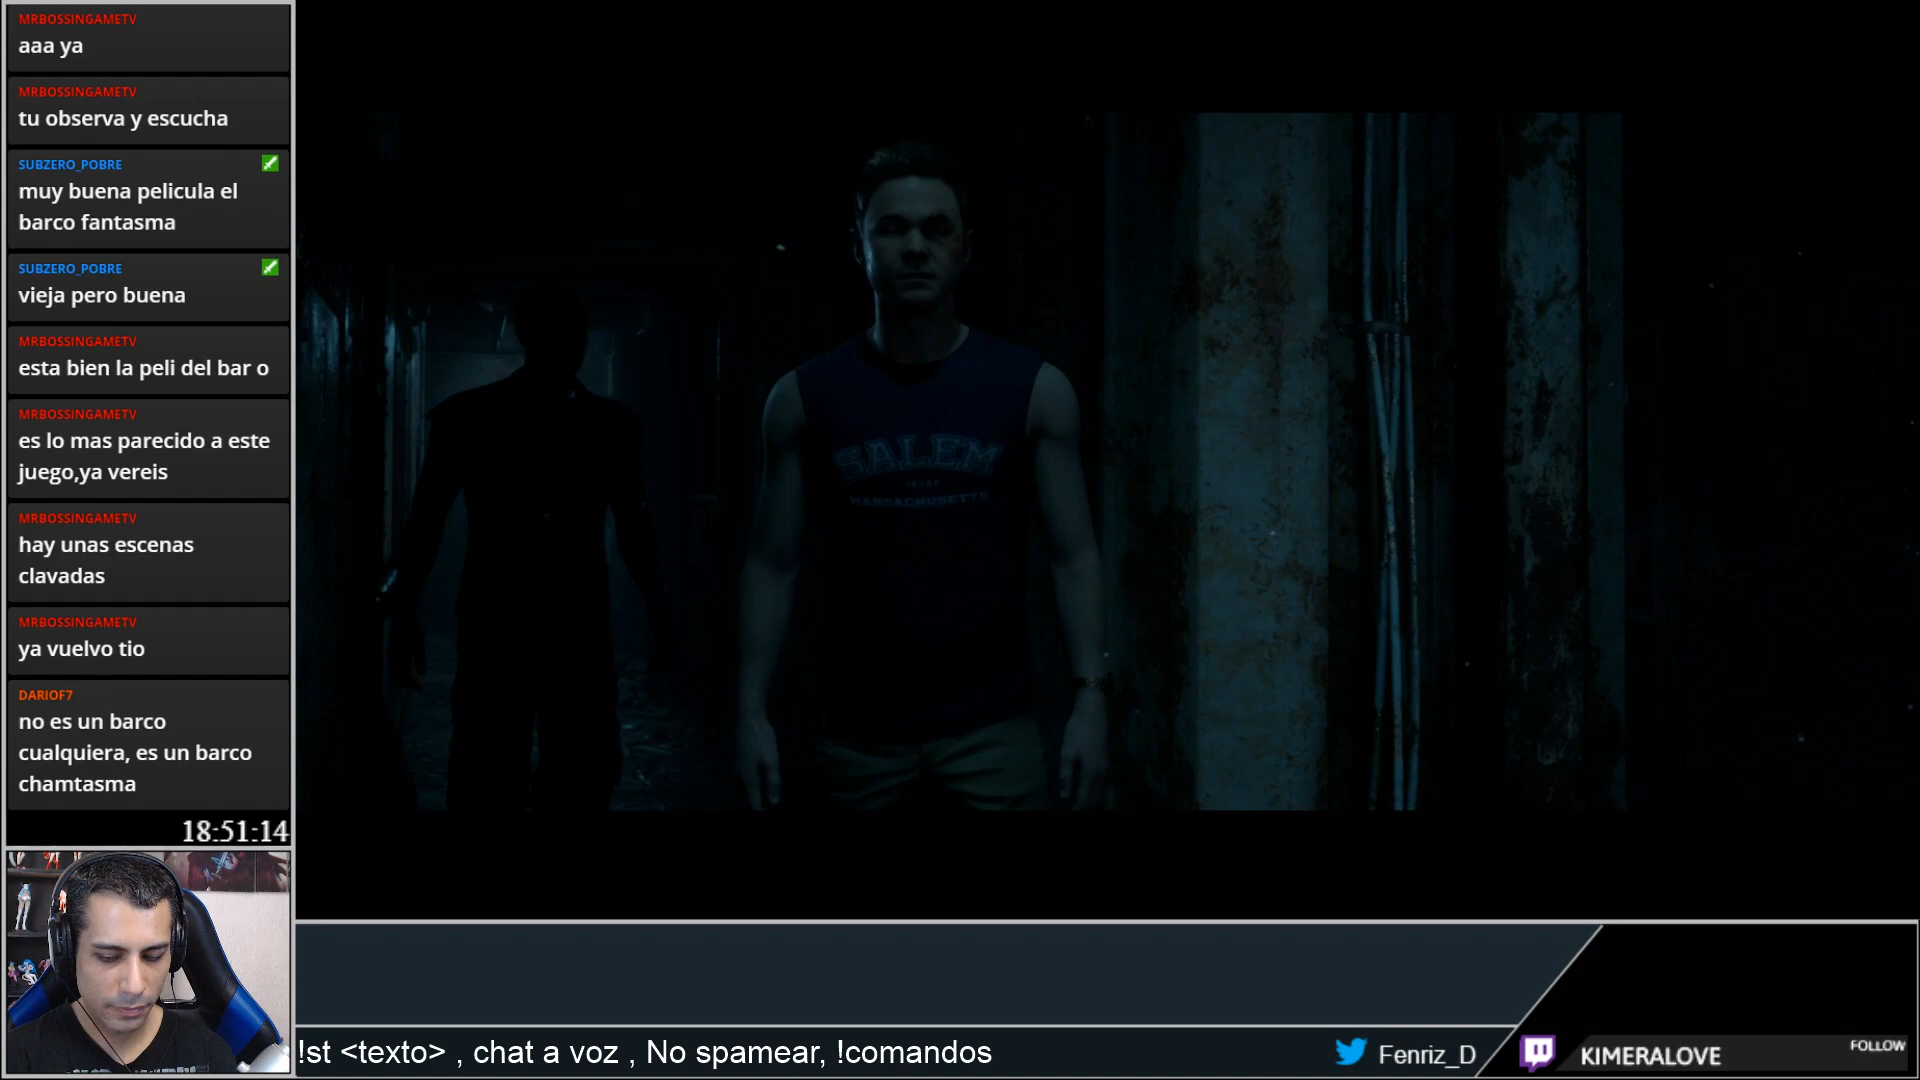 MRBOSSINGAMETV
aaa ya
MRBOSSINGAMETV
tu observa y escucha
SUBZERO_POBRE
muy buena pelicula el
barco fantasma
SUBZERO_POBRE
vieja pero buena
MRBOSSINGAMETV
esta bien la peli del bar o
MRBOSSINGAMETV
es lo mas parecido a este
juego,ya vereis
MRBOSSINGAMETV
hay unas escenas
clavadas
MRBOSSINGAMETV
ya vuelvo tio
DARIOF7
no es un barco
cualquiera, es un barco
chamtasma
18:51:14
SALEM
MASSACHUSETTS
!st <texto> , chat a voz , No spamear, !comandos
Fenriz_D
KIMERALOVE
FOLLOW